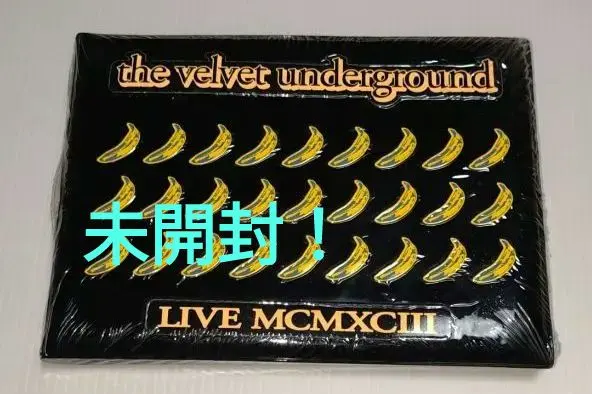 the velvet underground
未開封！
LIVE MCMXCIII